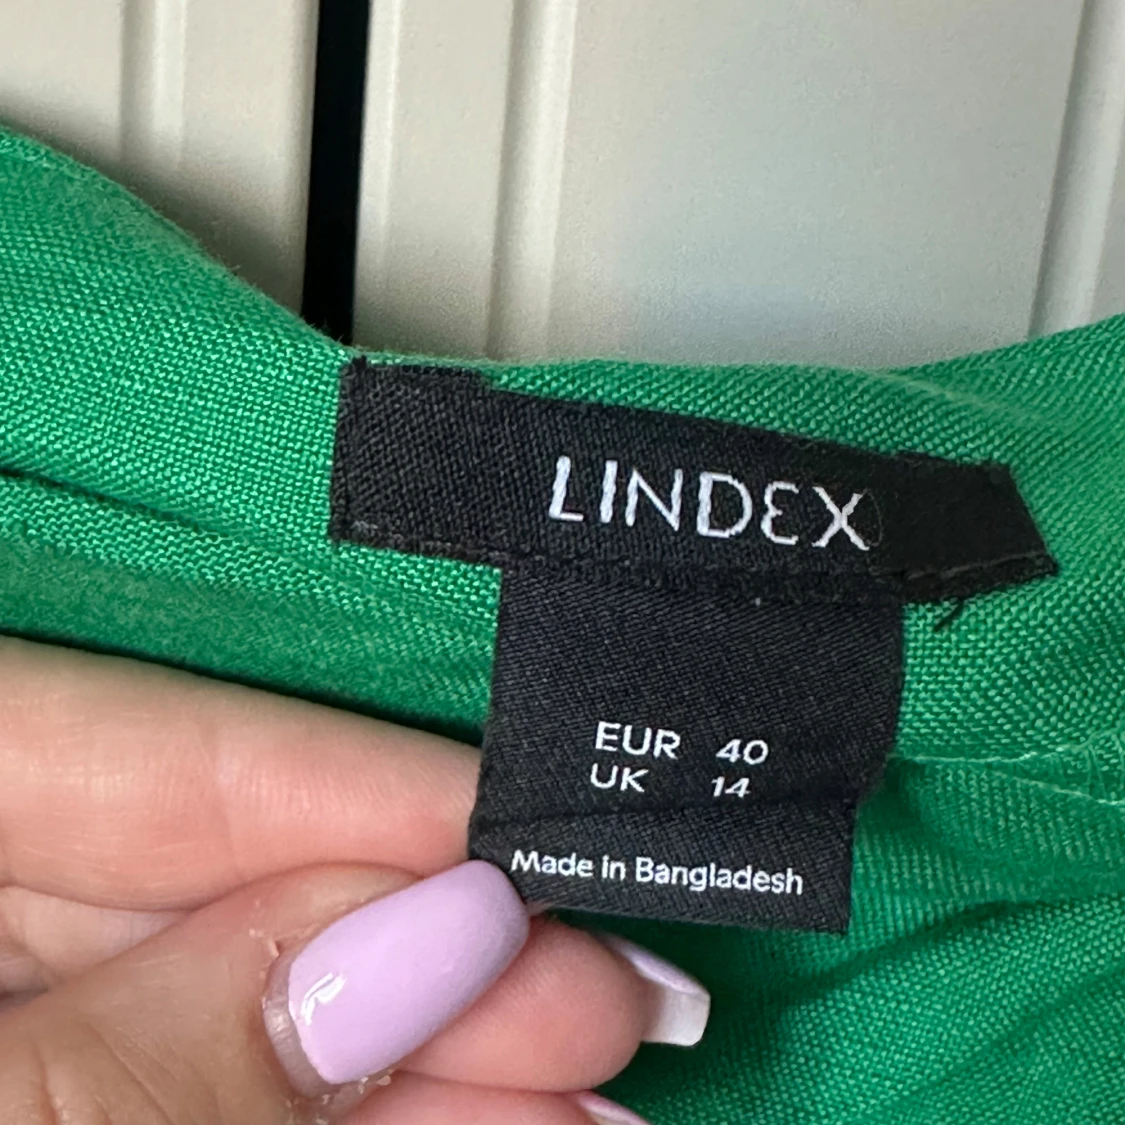 LINDEX
EUR 40
UK 14
Made in Bangladesh